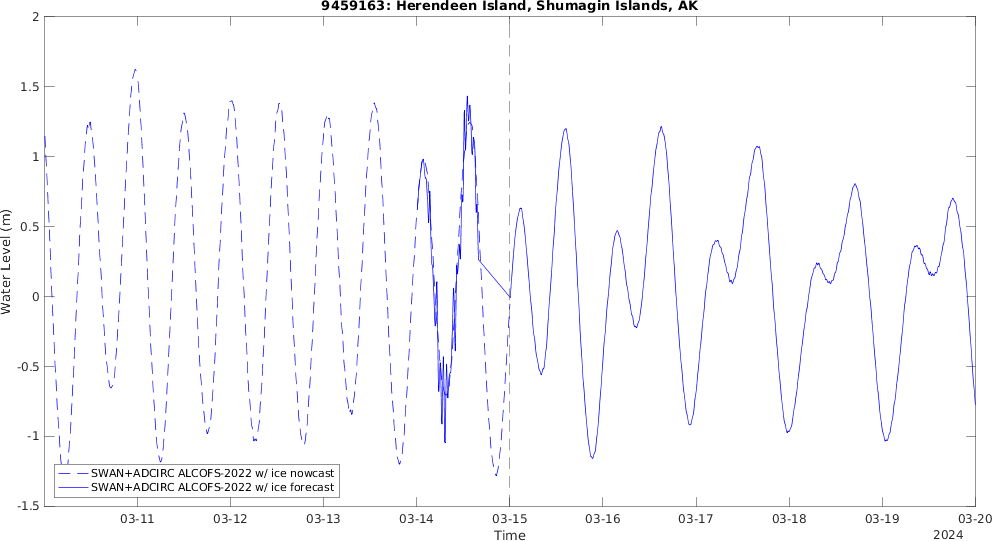 9459163: Herendeen Island, Shumagin Islands, AK
2
1.5
1
0.5
0
-0.5
-1
-1.5
Water Level (m)
SWAN+ADCIRC ALCOFS-2022 w/ ice nowcast
SWAN+ADCIRC ALCOFS-2022 w/ ice forecast
03-11 03-12 03-13 03-14 03-15 03-16 03-17 03-18 03-19 03-20
Time
2024